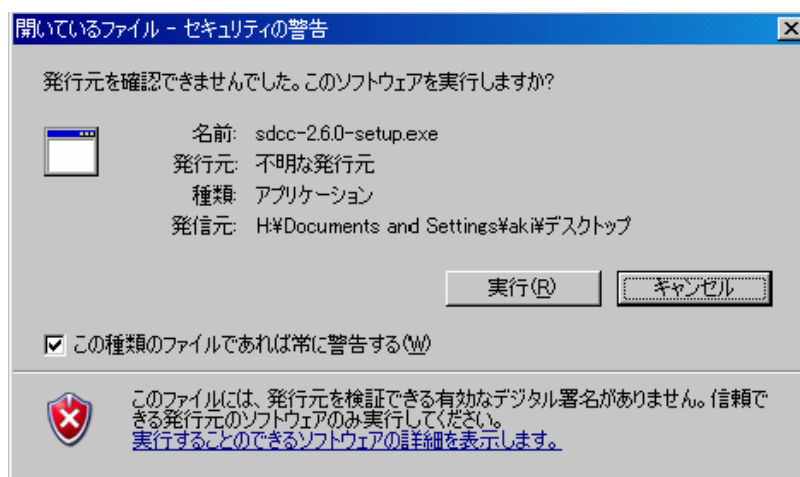 開いているファイル - セキュリティの警告
発行元を確認できませんでした。このソフトウェアを実行しますか?
名前: sdcc-2.6.0-setup.exe
発行元: 不明な発行元
種類: アプリケーション
発信元: H:¥Documents and Settings¥aki¥デスクトップ
実行(R) キャンセル
この種類のファイルであれば常に警告する(W)
このファイルには、発行元を検証できる有効なデジタル署名がありません。信頼で
きる発行元のソフトウェアのみ実行してください。
実行することのできるソフトウェアの詳細を表示します。